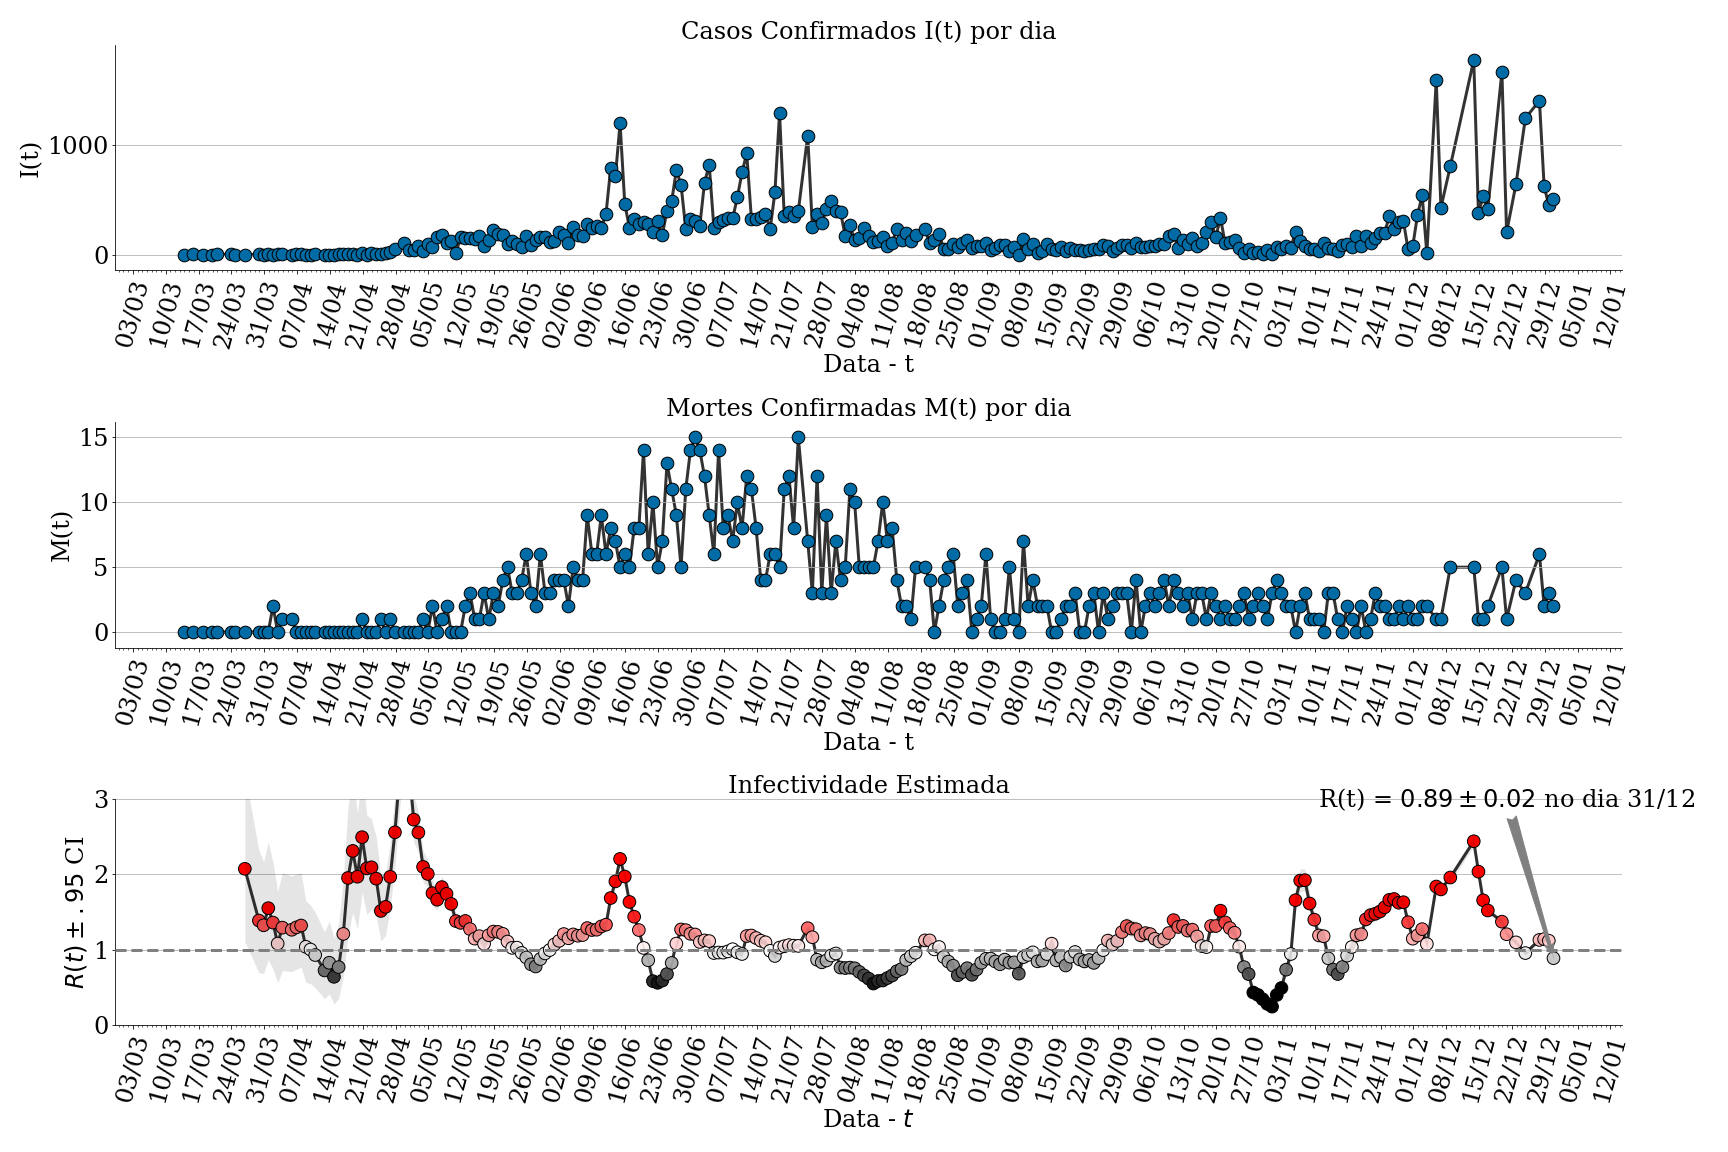 Casos Confirmados I(t) por dia
I(t)
1000
0
03/03 10/03 17/03 24/03 31/03 07/04 14/04 21/04 28/04 05/05 12/05 19/05 26/05 02/06 09/06 16/06 23/06 30/06 07/07 14/07 21/07 28/07 04/08 11/08 18/08 25/08 01/09 08/09 15/09 22/09 29/09 06/10 13/10 20/10 27/10 03/11 10/11 17/11 24/11 01/12 08/12 15/12 22/12 29/12 05/01 12/01
Data - t
Mortes Confirmadas M(t) por dia
M(t)
15
10
5
0
03/03 10/03 17/03 24/03 31/03 07/04 14/04 21/04 28/04 05/05 12/05 19/05 26/05 02/06 09/06 16/06 23/06 30/06 07/07 14/07 21/07 28/07 04/08 11/08 18/08 25/08 01/09 08/09 15/09 22/09 29/09 06/10 13/10 20/10 27/10 03/11 10/11 17/11 24/11 01/12 08/12 15/12 22/12 29/12 05/01 12/01
Data - t
Infectividade Estimada
R(t) = 0.89 ± 0.02 no dia 31/12
R(t) ± .95 CI
3
2
1
0
03/03 10/03 17/03 24/03 31/03 07/04 14/04 21/04 28/04 05/05 12/05 19/05 26/05 02/06 09/06 16/06 23/06 30/06 07/07 14/07 21/07 28/07 04/08 11/08 18/08 25/08 01/09 08/09 15/09 22/09 29/09 06/10 13/10 20/10 27/10 03/11 10/11 17/11 24/11 01/12 08/12 15/12 22/12 29/12 05/01 12/01
Data - t